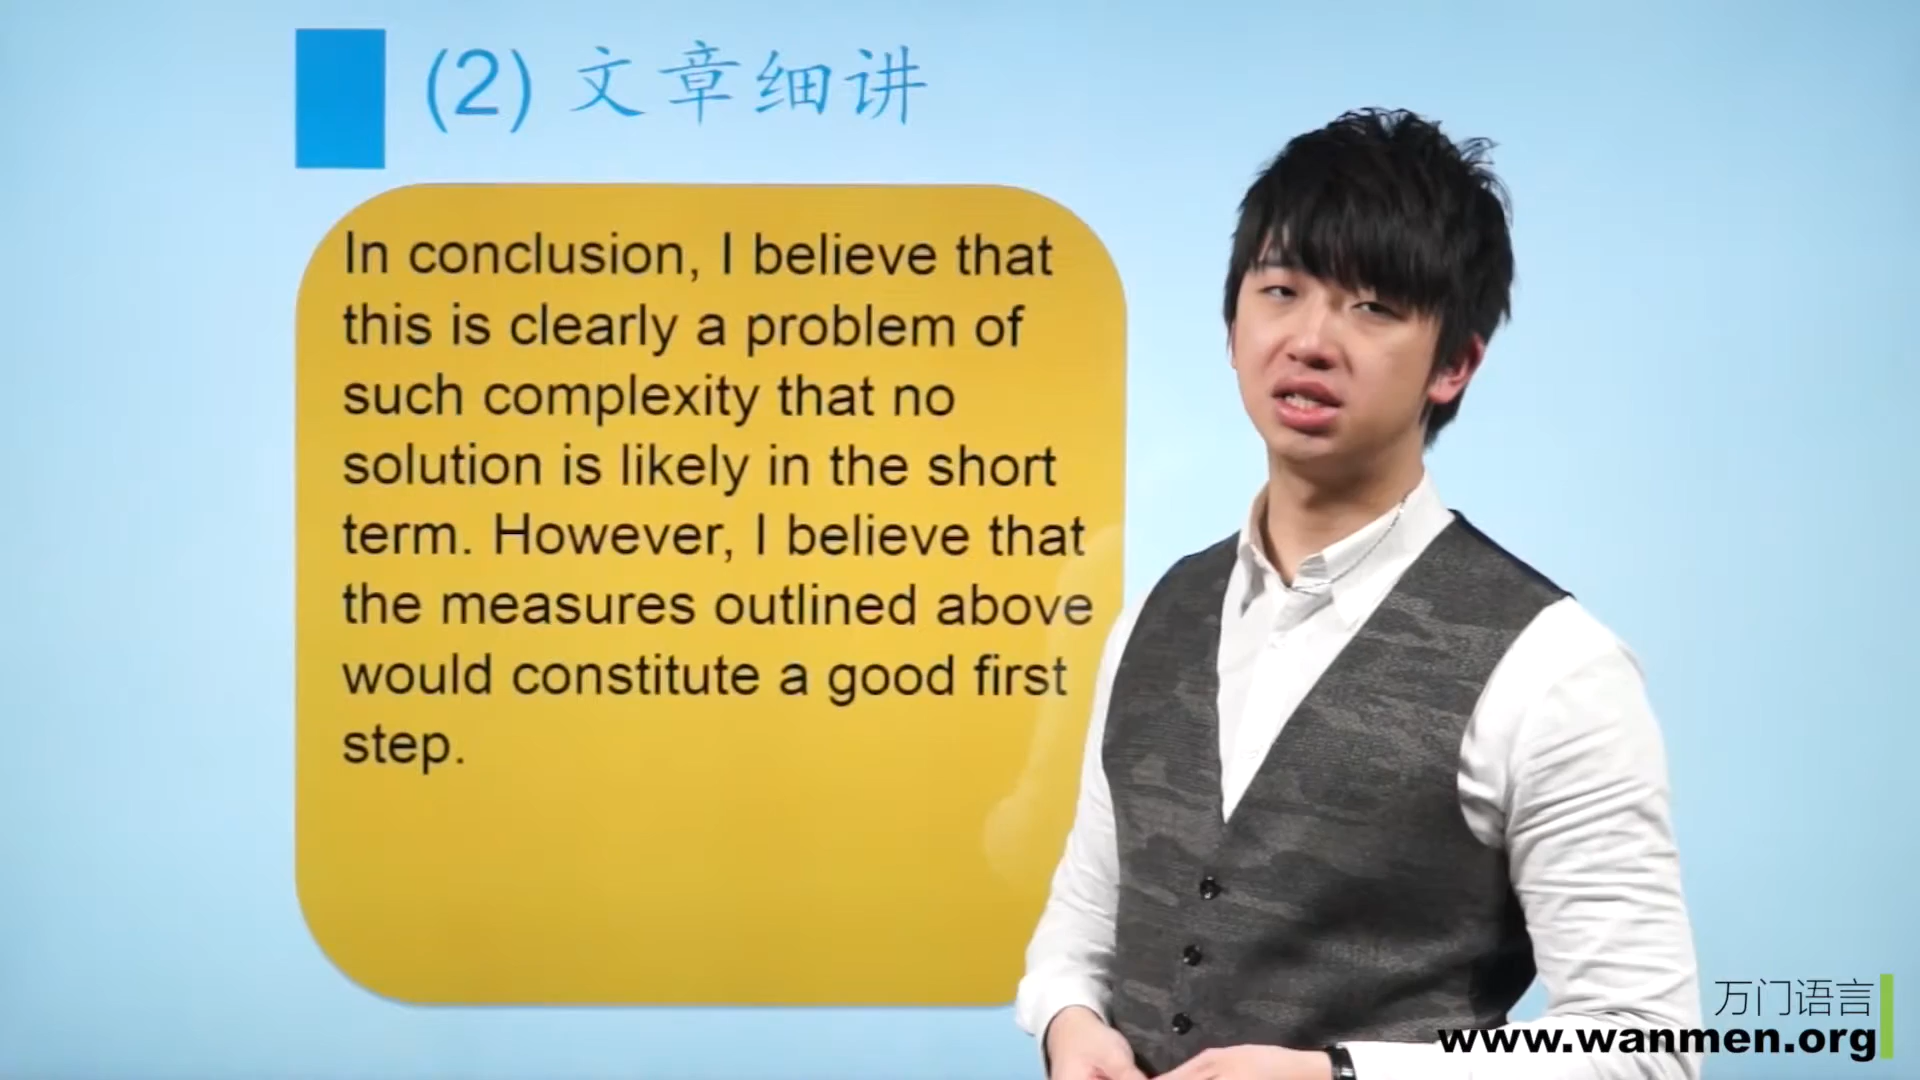 (2) 文章细讲
In conclusion, I believe that
this is clearly a problem of
such complexity that no
solution is likely in the short
term. However, I believe that
the measures outlined above
would constitute a good first
step.
万门语言
www.wanmen.org